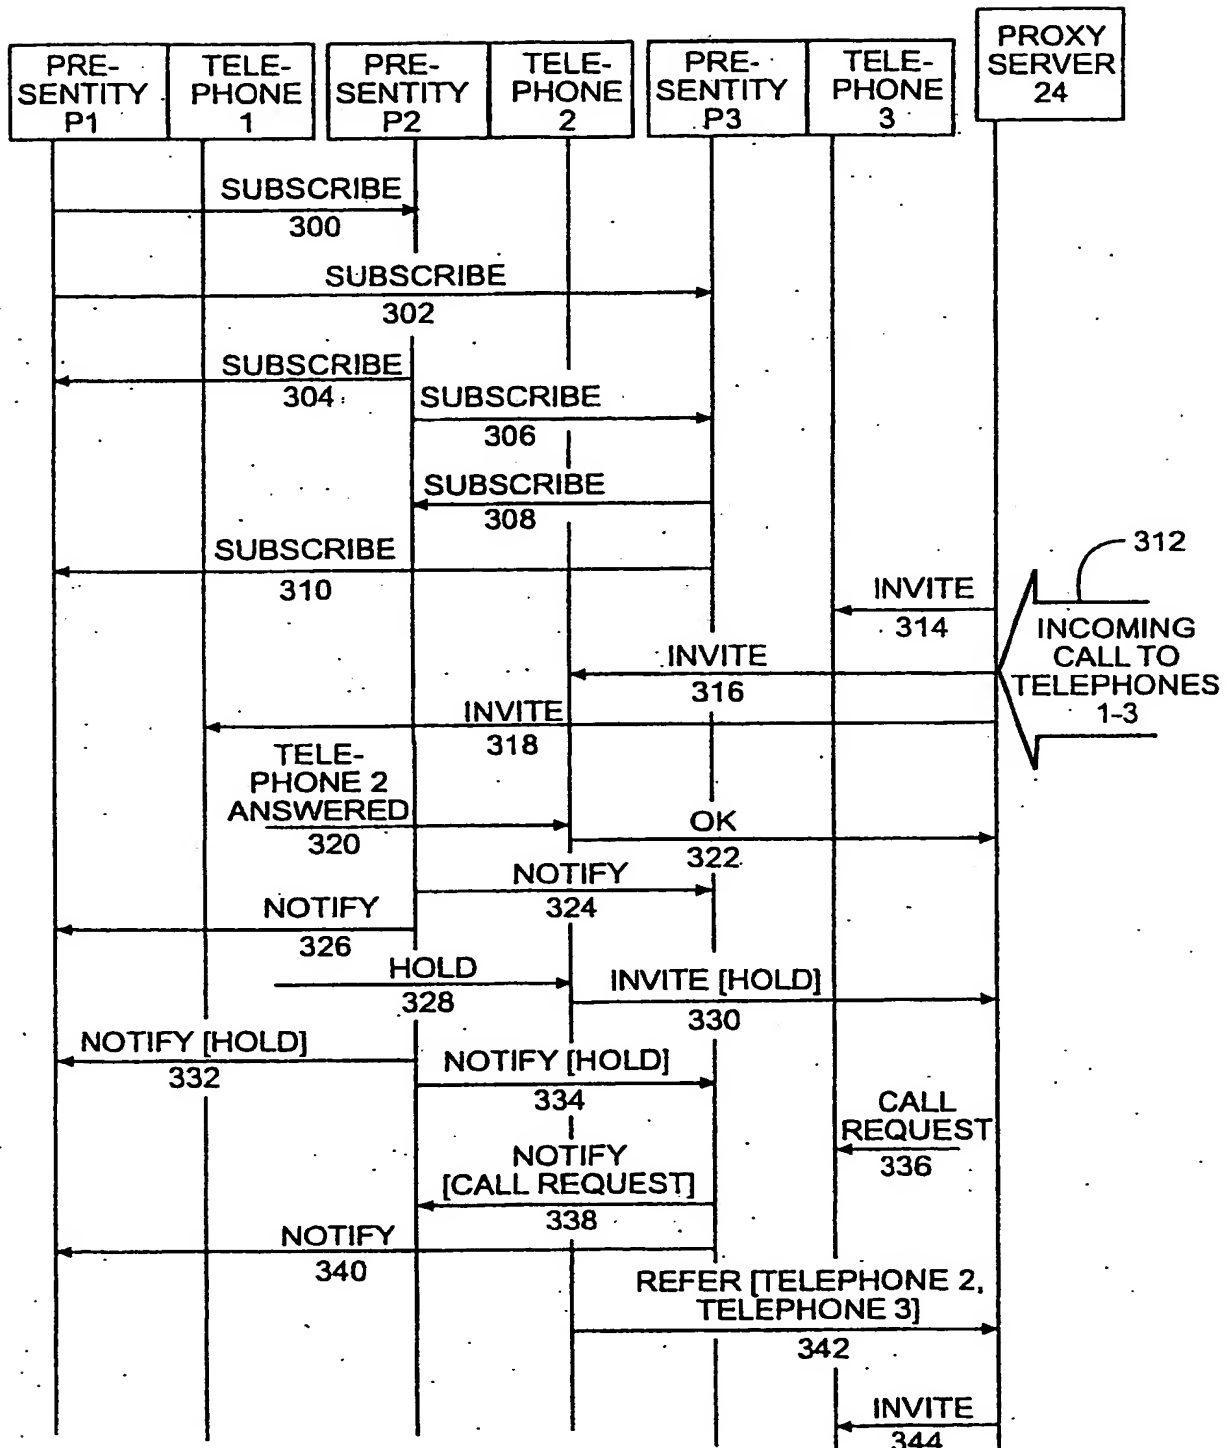 PRE-
SENTITY
P1
TELE-
PHONE
1
PRE-
SENTITY
P2
TELE-
PHONE
2
PRE-
SENTITY
P3
TELE-
PHONE
3
PROXY
SERVER
24
SUBSCRIBE
300
SUBSCRIBE
302
SUBSCRIBE
304
SUBSCRIBE
306
SUBSCRIBE
308
SUBSCRIBE
310
312
INVITE
314
INCOMING
CALL TO
TELEPHONES
1-3
INVITE
316
INVITE
318
TELE-
PHONE 2
ANSWERED
320
OK
322
NOTIFY
324
NOTIFY
326
HOLD
328
INVITE [HOLD]
330
NOTIFY [HOLD]
332
NOTIFY [HOLD]
334
CALL
REQUEST
336
NOTIFY
[CALL REQUEST]
338
NOTIFY
340
REFER [TELEPHONE 2,
TELEPHONE 3]
342
INVITE
344